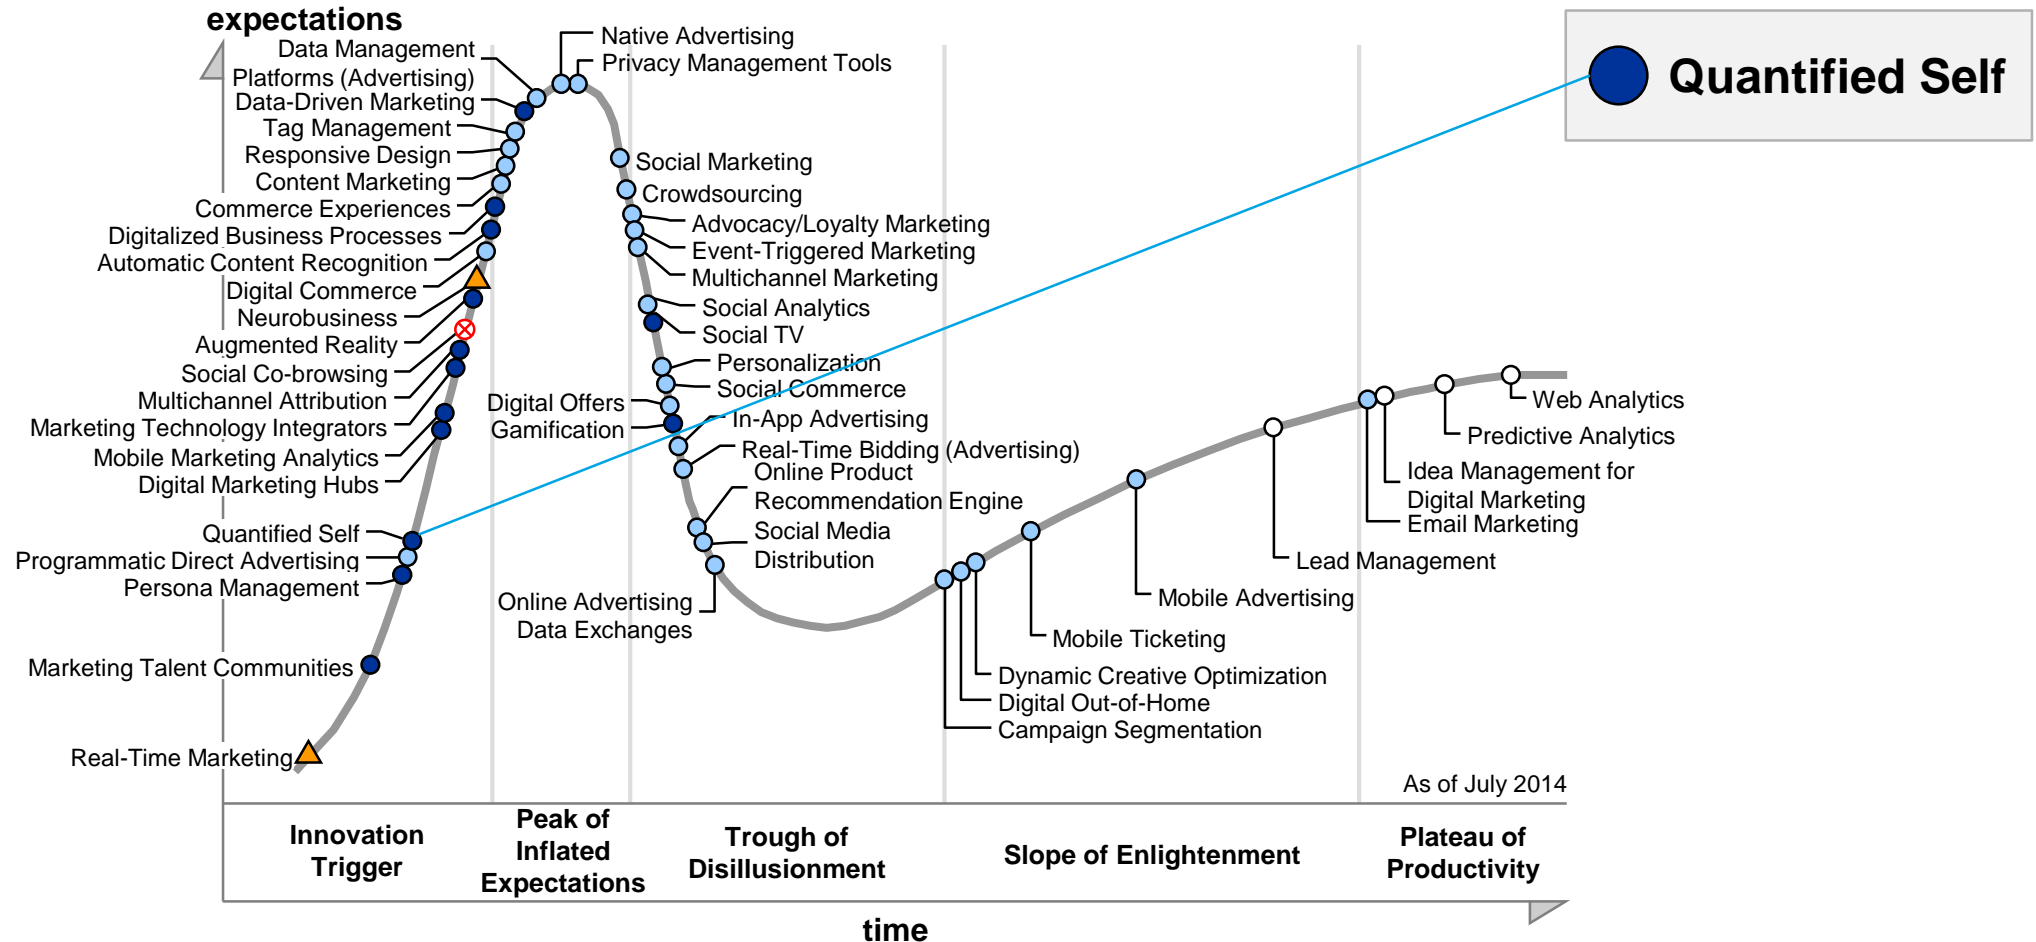 expectations
Data Management
Platforms (Advertising)
Data-Driven Marketing
Tag Management
Responsive Design
Content Marketing
Commerce Experiences
Digitalized Business Processes
Automatic Content Recognition
Digital Commerce
Neurobusiness
Augmented Reality
Social Co-browsing
Multichannel Attribution
Marketing Technology Integrators
Mobile Marketing Analytics
Digital Marketing Hubs
Quantified Self
Programmatic Direct Advertising
Persona Management
Marketing Talent Communities
Real-Time Marketing
Native Advertising
Privacy Management Tools
Social Marketing
Crowdsourcing
Advocacy/Loyalty Marketing
Event-Triggered Marketing
Multichannel Marketing
Social Analytics
Social TV
Personalization
Social Commerce
Digital Offers
Gamification
In-App Advertising
Real-Time Bidding (Advertising)
Online Product
Recommendation Engine
Social Media
Distribution
Online Advertising
Data Exchanges
Quantified Self
Web Analytics
Predictive Analytics
Idea Management for
Digital Marketing
Email Marketing
Lead Management
Mobile Advertising
Mobile Ticketing
Dynamic Creative Optimization
Digital Out-of-Home
Campaign Segmentation
As of July 2014
Innovation
Trigger
Peak of
Inflated
Expectations
Trough of
Disillusionment
Slope of Enlightenment
Plateau of
Productivity
time